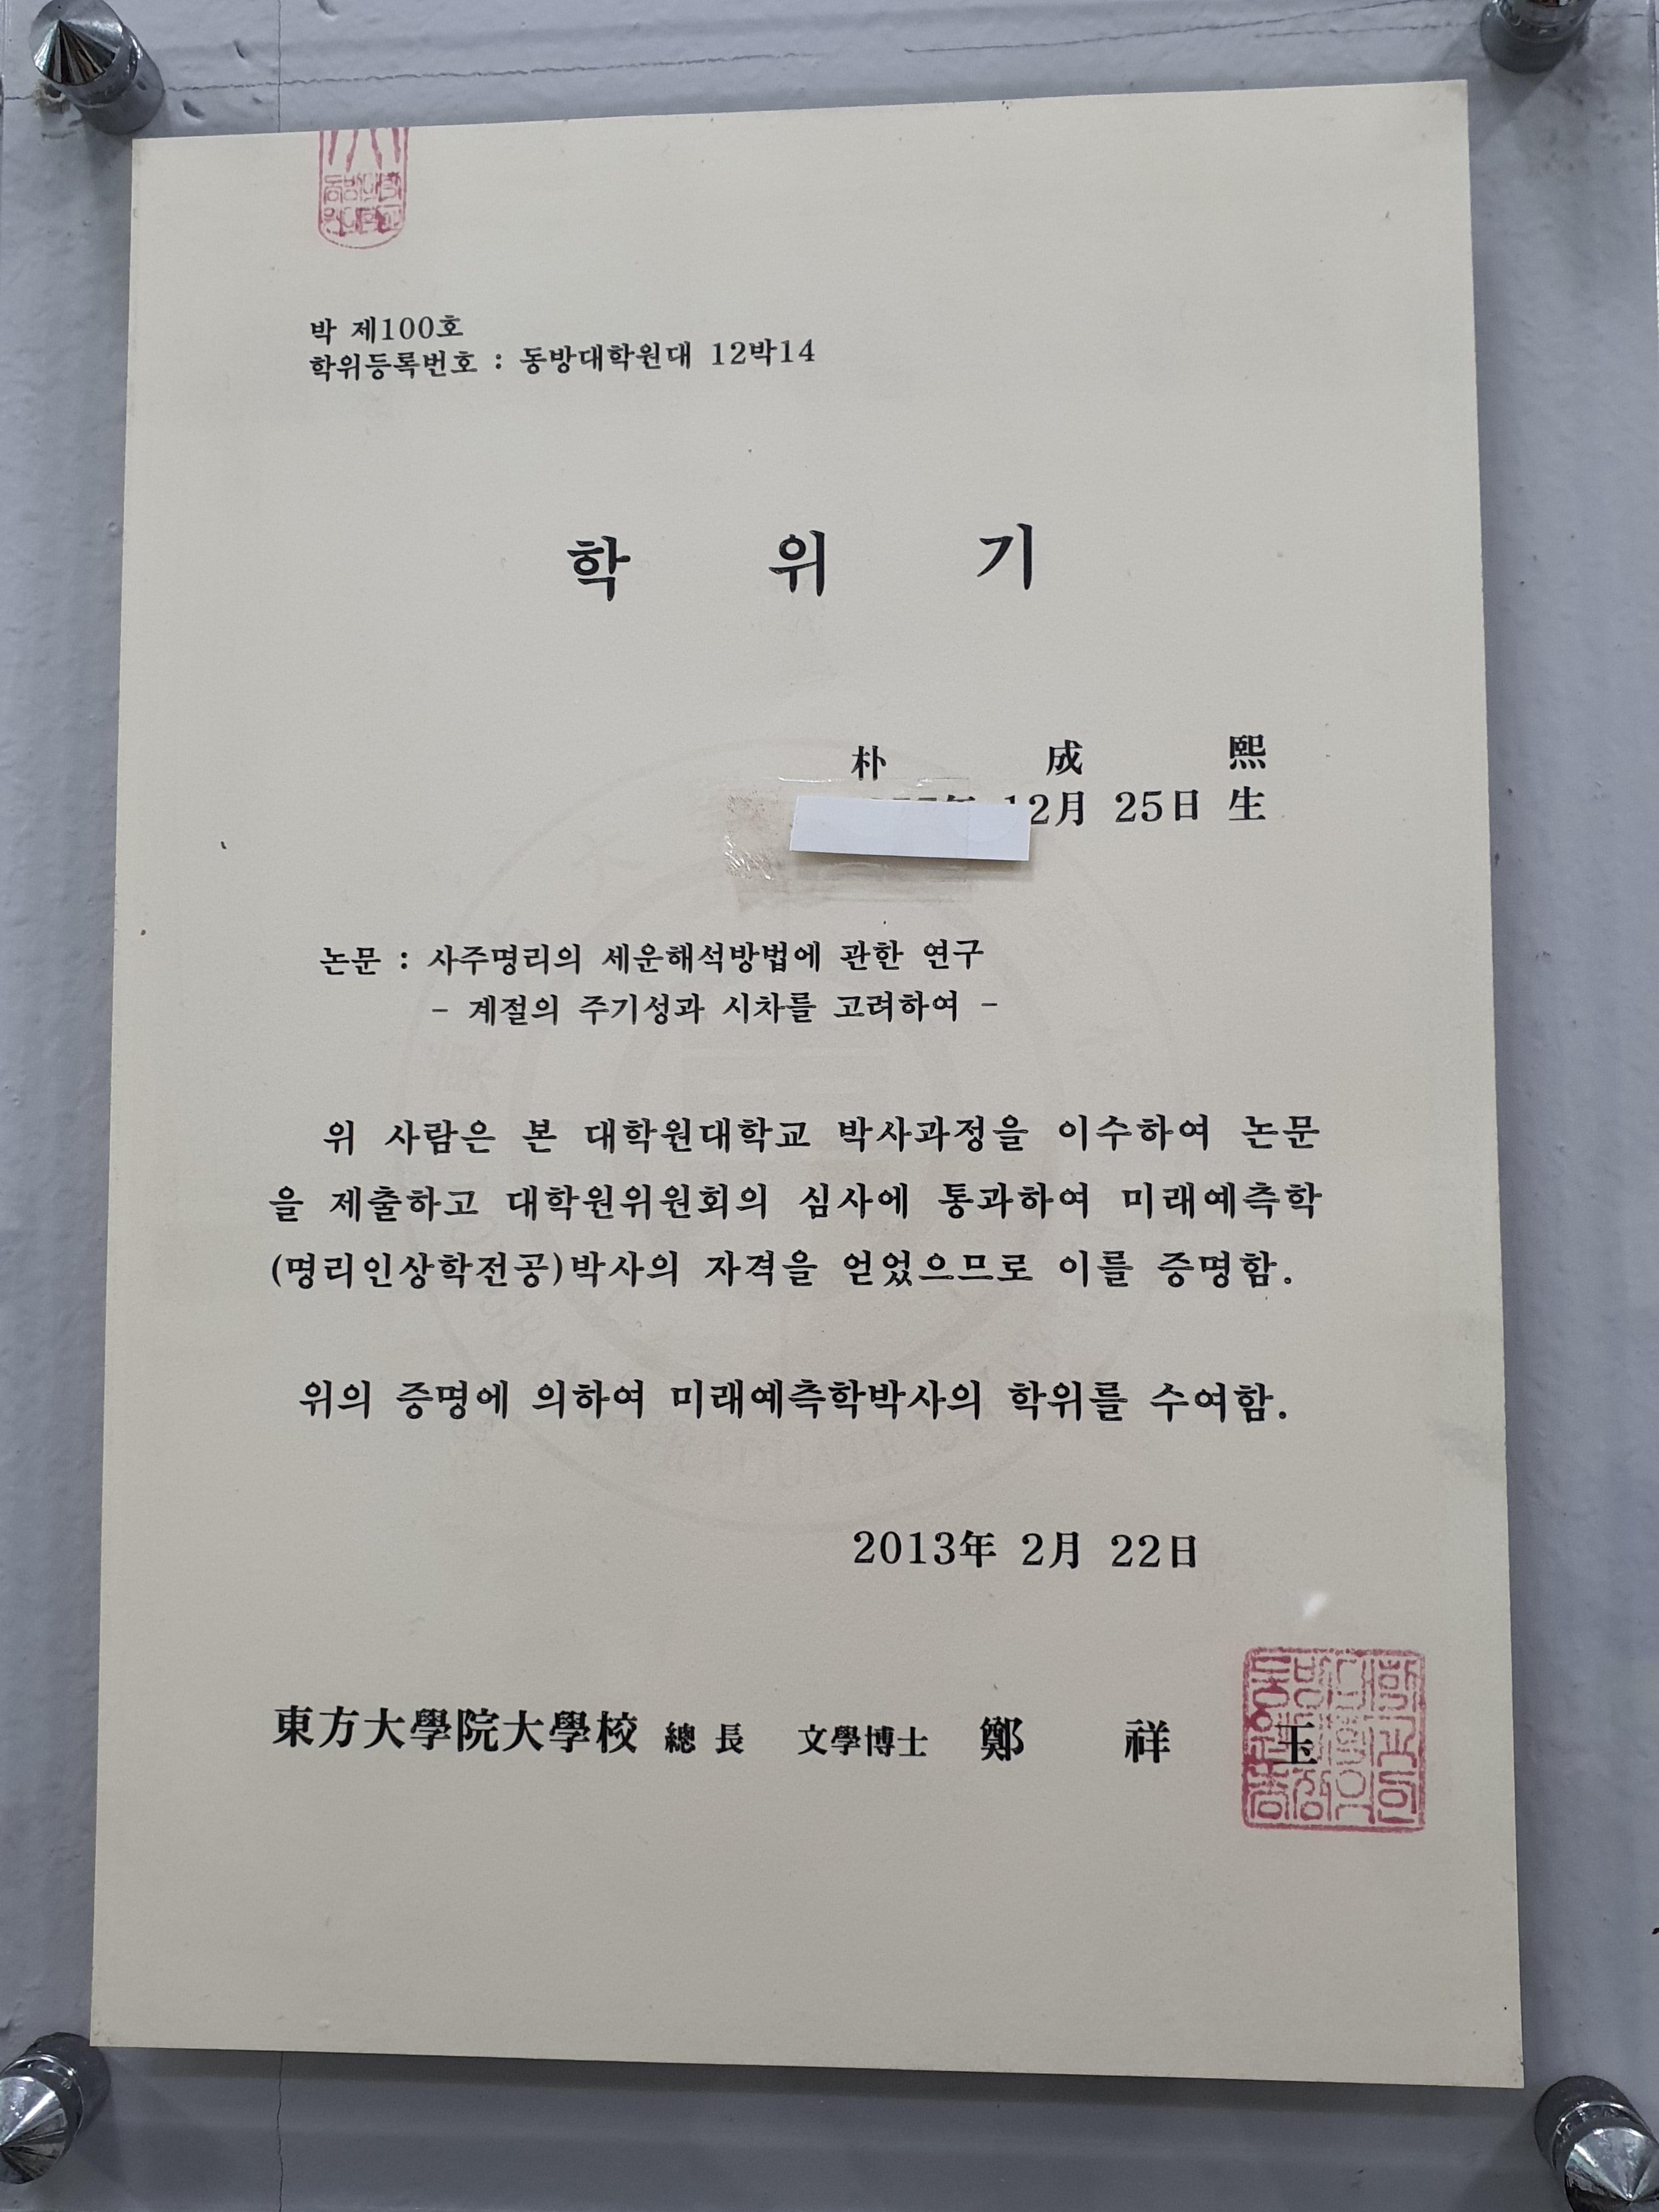 박 제100호
학위등록번호 : 동방대학원대 12박14
학 위 기
朴 成 熙
12月 25日 生
논문 : 사주명리의 세운해석방법에 관한 연구
- 계절의 주기성과 시차를 고려하여 -
위 사람은 본 대학원대학교 박사과정을 이수하여 논문
을 제출하고 대학원위원회의 심사에 통과하여 미래예측학
(명리인상학전공)박사의 자격을 얻었으므로 이를 증명함.
위의 증명에 의하여 미래예측학박사의 학위를 수여함.
2013年 2月 22日
東方大學院大學校 總長 文學博士 鄭 祥 玉